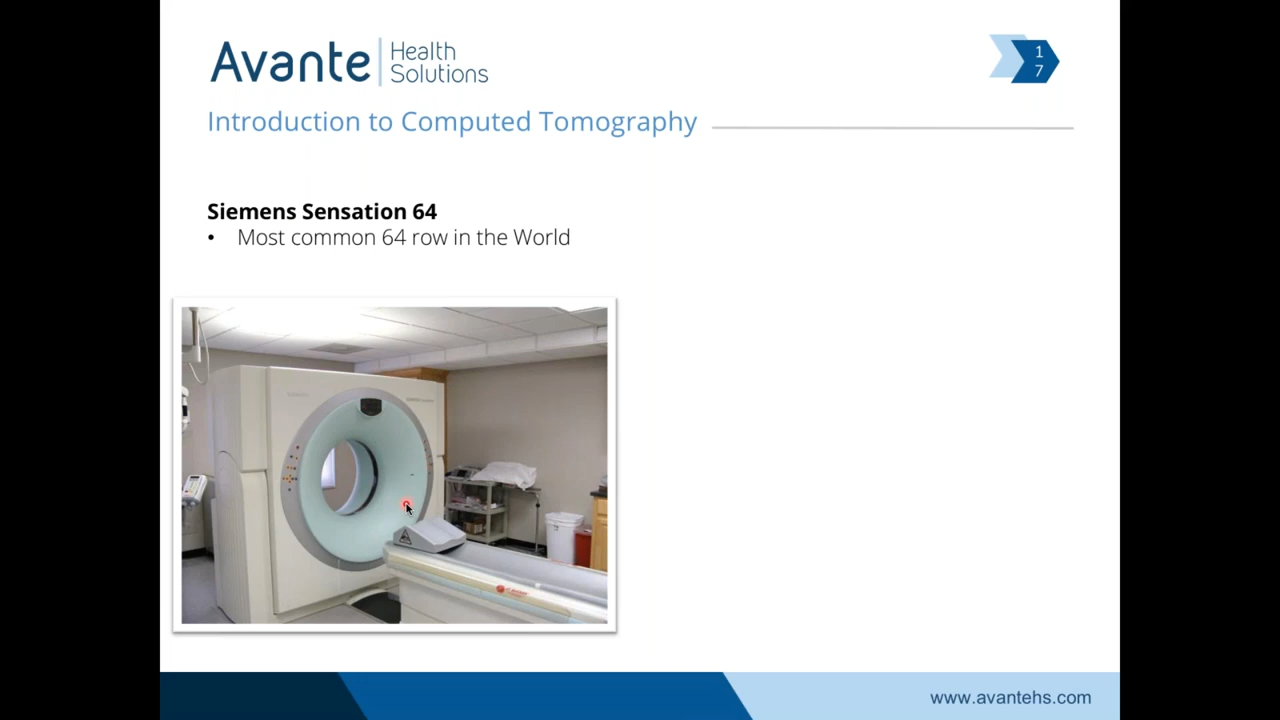 Avante
Health
Solutions
1
7
Introduction to Computed Tomography
Siemens Sensation 64
• Most common 64 row in the World
www.avantehs.com